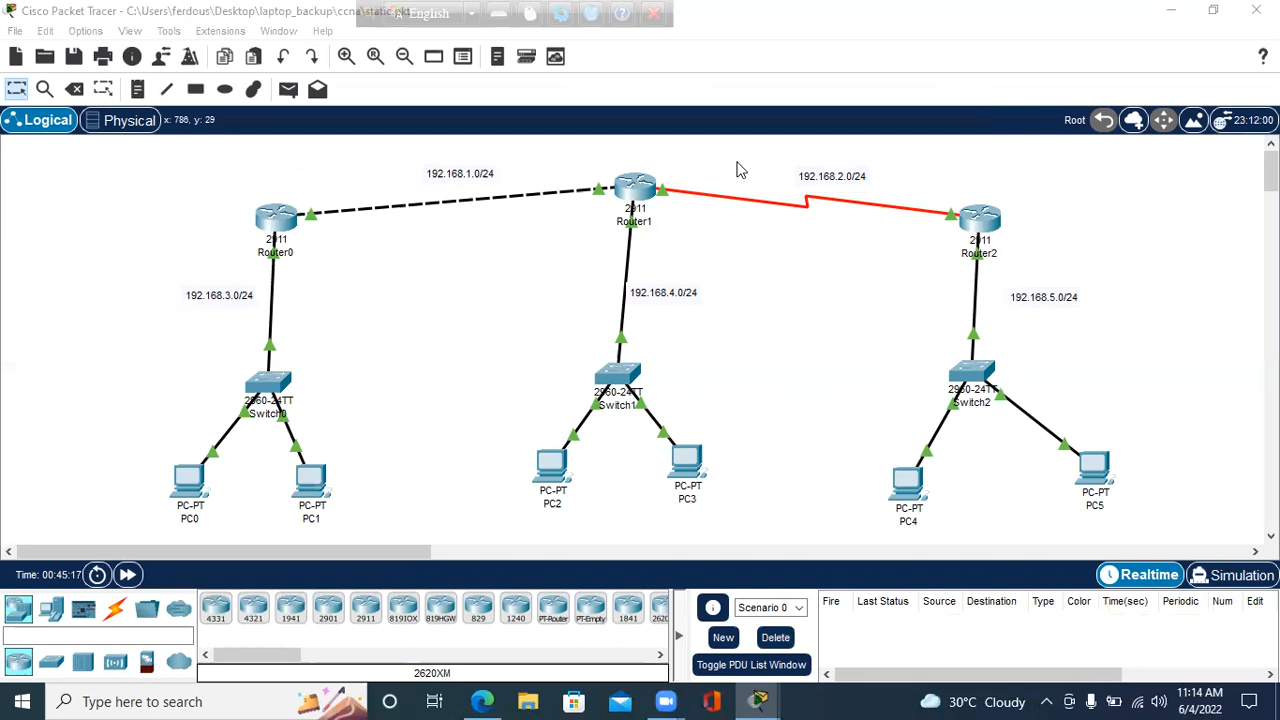 Cisco Packet Tracer - C:\Users\ferdous\Desktop\laptop_backup\ccna\static.pkt
English
File Edit Options View Tools Extensions Window Help
Logical Physical x: 786, y: 29 Root 23:12:00
192.168.1.0/24
192.168.2.0/24
2911
Router0
2911
Router1
2911
Router2
192.168.3.0/24
192.168.4.0/24
192.168.5.0/24
2960-24TT
Switch0
2960-24TT
Switch1
2960-24TT
Switch2
PC-PT
PC0
PC-PT
PC1
PC-PT
PC2
PC-PT
PC3
PC-PT
PC4
PC-PT
PC5
Time: 00:45:17 Realtime Simulation
4331 4321 1941 2901 2911 819IOX 819HGW 829 1240 PT-Router PT-Empty 1841 2620
2620XM
Scenario 0
New Delete
Toggle PDU List Window
Fire Last Status Source Destination Type Color Time(sec) Periodic Num Edit
Type here to search
30°C Cloudy
11:14 AM
6/4/2022